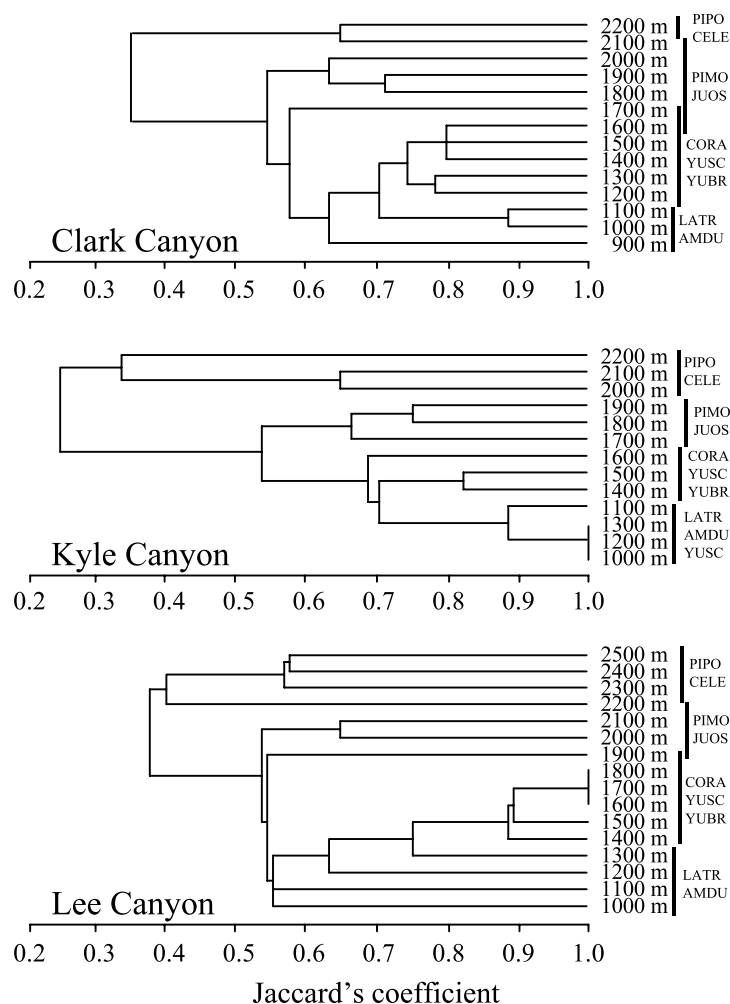 2200 m
PIPO
CELE
2100 m
2000 m
1900 m
PIMO
JUOS
1800 m
1700 m
1600 m
1500 m
CORA
YUSC
YUBR
1400 m
1300 m
1200 m
1100 m
LATR
AMDU
1000 m
900 m
Clark Canyon
0.2 0.3 0.4 0.5 0.6 0.7 0.8 0.9 1.0
2200 m
PIPO
CELE
2100 m
2000 m
1900 m
PIMO
JUOS
1800 m
1700 m
1600 m
CORA
YUSC
YUBR
1500 m
1400 m
1100 m
LATR
AMDU
YUSC
1300 m
1200 m
1000 m
Kyle Canyon
0.2 0.3 0.4 0.5 0.6 0.7 0.8 0.9 1.0
2500 m
PIPO
CELE
2400 m
2300 m
2200 m
2100 m
PIMO
JUOS
2000 m
1900 m
1800 m
CORA
YUSC
YUBR
1700 m
1600 m
1500 m
1400 m
1300 m
LATR
AMDU
1200 m
1100 m
1000 m
Lee Canyon
0.2 0.3 0.4 0.5 0.6 0.7 0.8 0.9 1.0
Jaccard’s coefficient